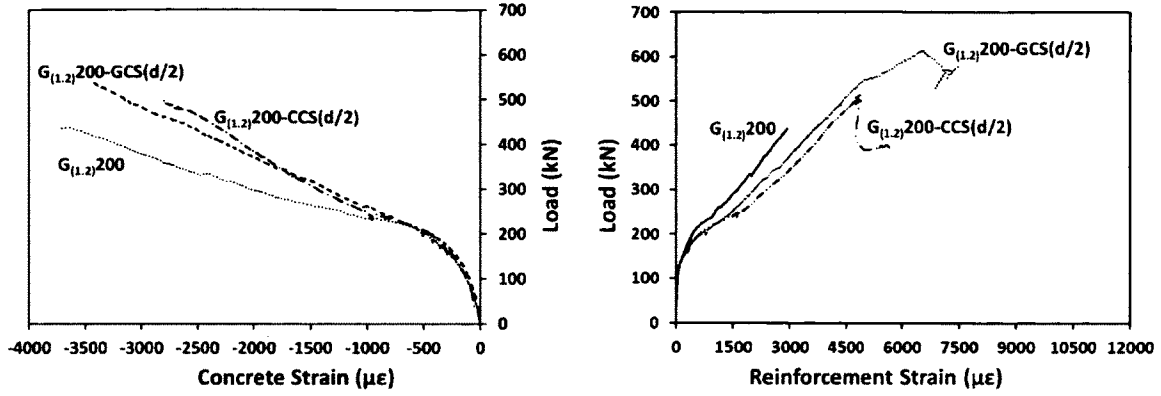 700
600
500
400
300
200
100
0
Load (kN)
G(1.2)200-GCS(d/2)
G(1.2)200-CCS(d/2)
G(1.2)200
-4000 -3500 -3000 -2500 -2000 -1500 -1000 -500 0
Concrete Strain (με)
700
600
500
400
300
200
100
0
Load (kN)
G(1.2)200-GCS(d/2)
G(1.2)200
G(1.2)200-CCS(d/2)
0 1500 3000 4500 6000 7500 9000 10500 12000
Reinforcement Strain (με)